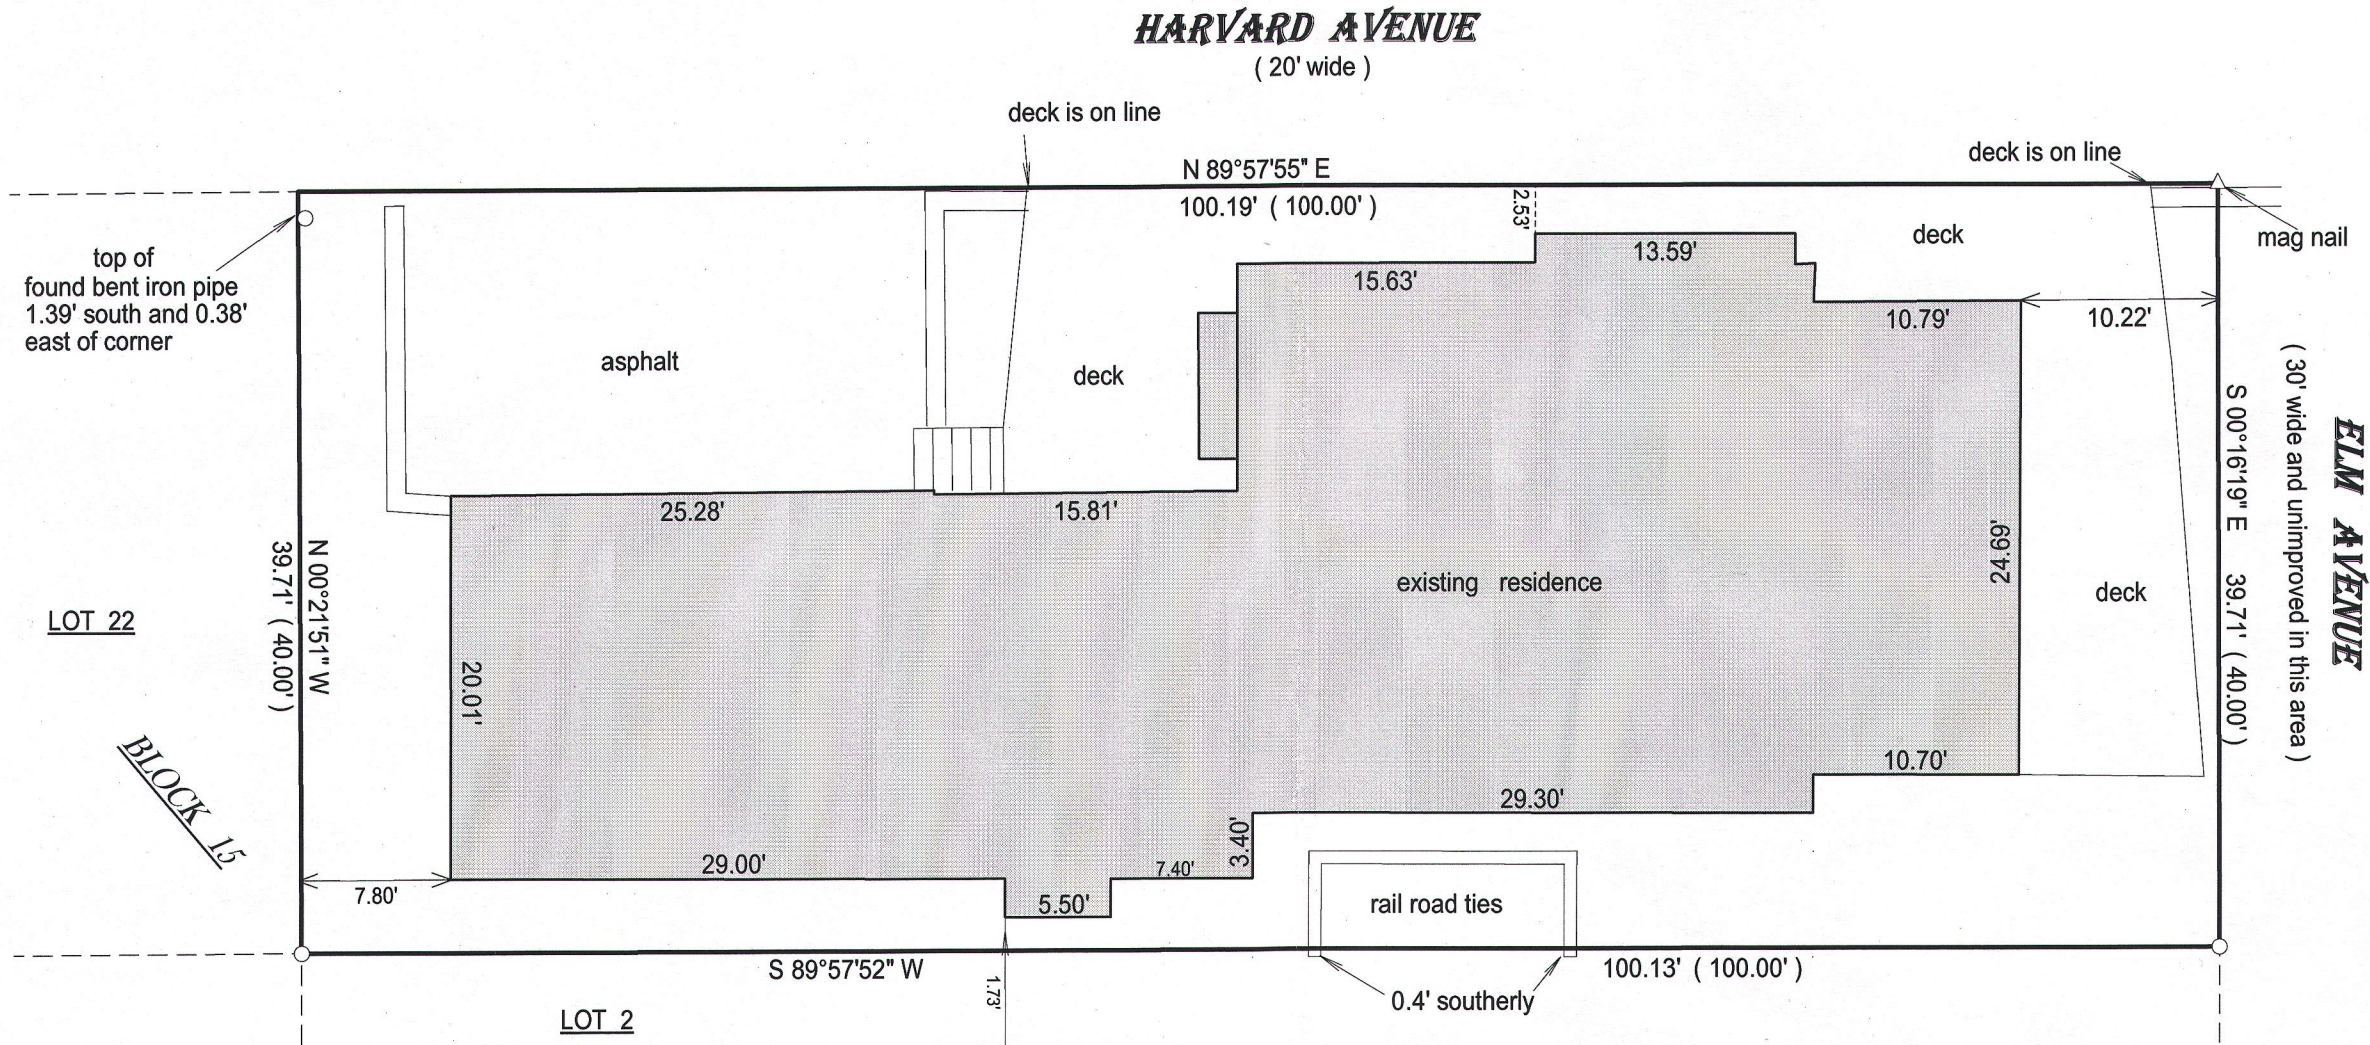 HARVARD AVENUE
( 20' wide )
deck is on line
deck is on line
N 89°57'55" E
100.19' ( 100.00' )
2.53'
mag nail
top of
found bent iron pipe
1.39' south and 0.38'
east of corner
asphalt
deck
15.63'
13.59'
deck
10.79'
10.22'
25.28'
15.81'
existing residence
24.69'
deck
S 00°16'19" E 39.71' ( 40.00' )
( 30' wide and unimproved in this area )
ELM AVENUE
N 00°21'51" W
39.71' ( 40.00' )
LOT 22
BLOCK 15
20.01'
7.80'
29.00'
5.50'
7.40'
3.40'
29.30'
10.70'
rail road ties
S 89°57'52" W
100.13' ( 100.00' )
1.73'
0.4' southerly
LOT 2